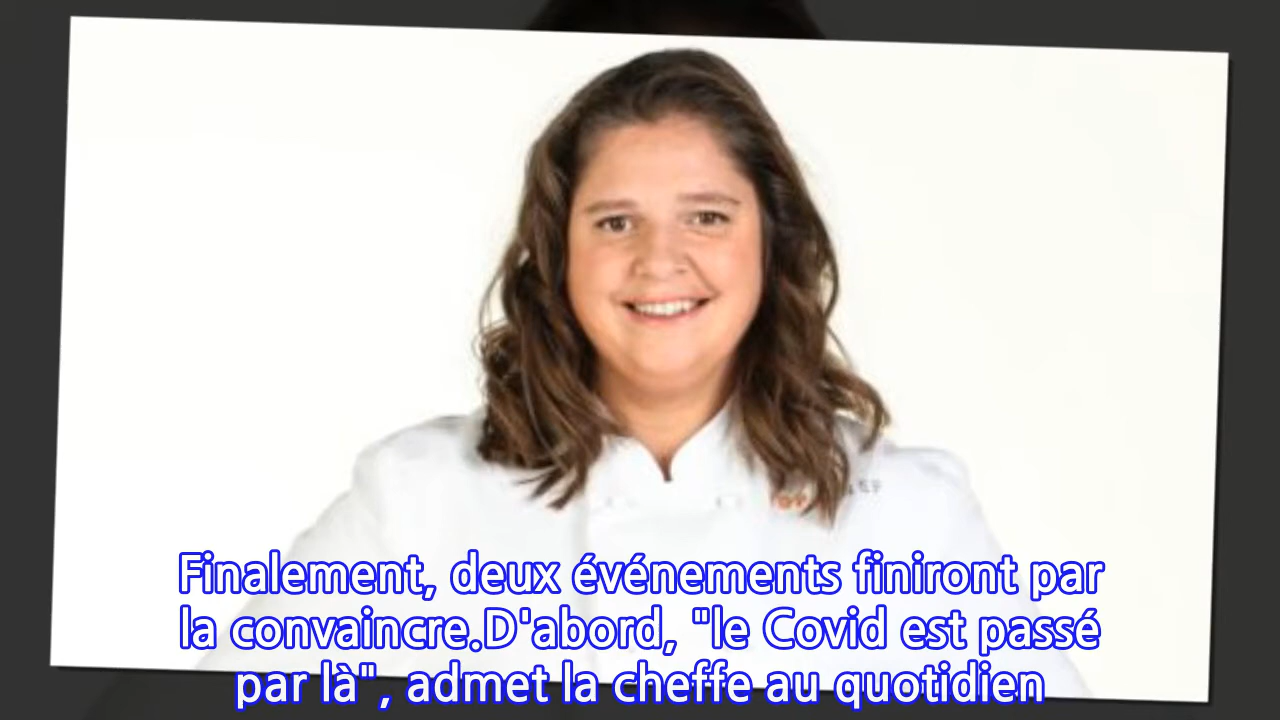 Finalement, deux événements finiront par
la convaincre.D'abord, "le Covid est passé
par là", admet la cheffe au quotidien